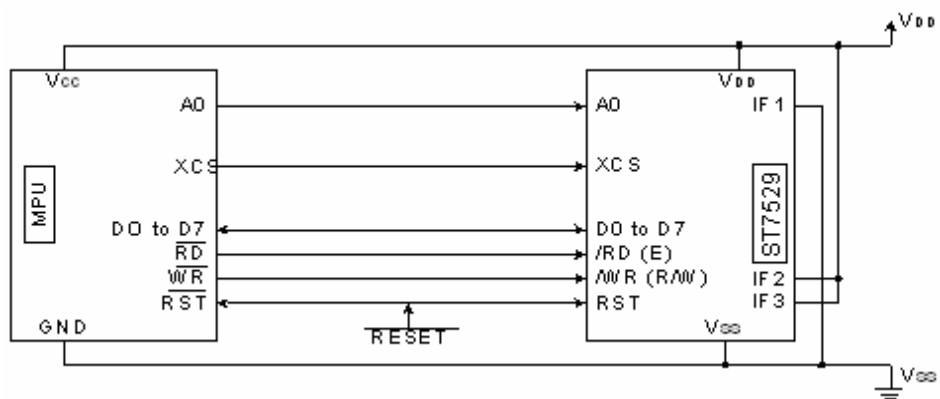 VDD
Vcc
VDD
A0
A0
IF1
XCS
XCS
MPU
ST7529
D0 to D7
D0 to D7
RD
/RD (E)
WR
/WR (R/W)
IF2
RST
RST
IF3
GND
RESET
VSS
VSS